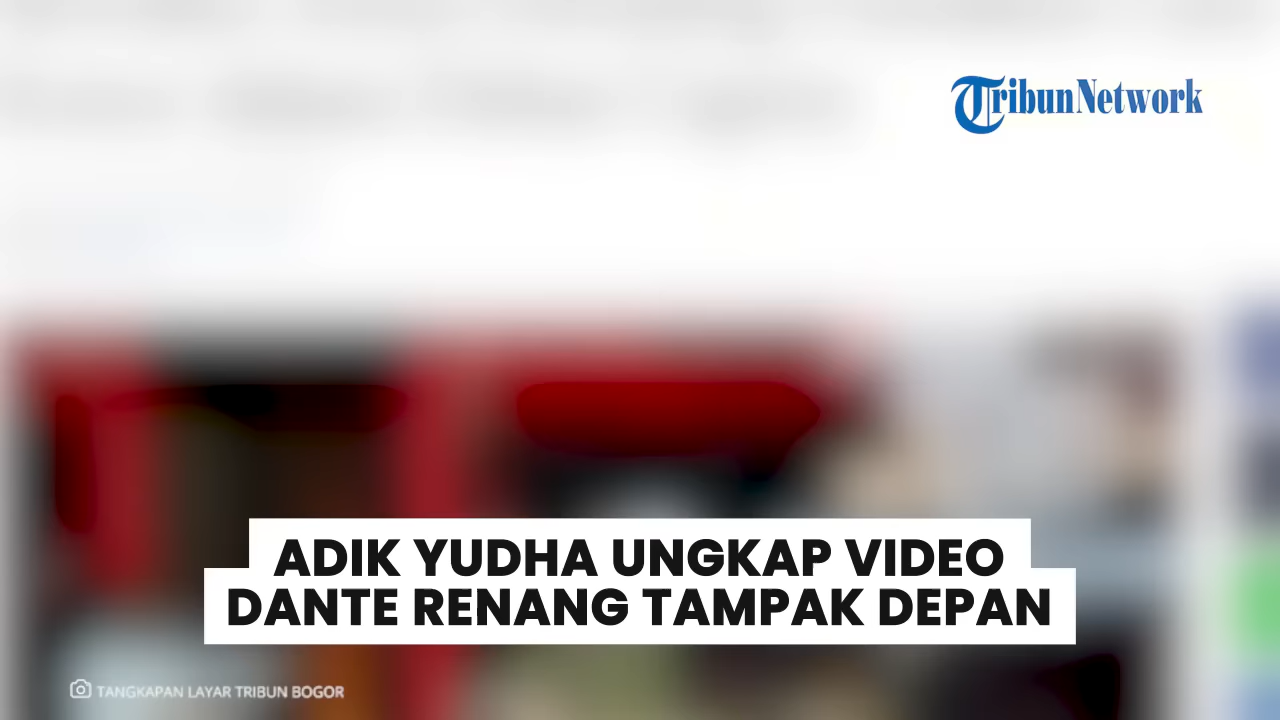 TribunNetwork
ADIK YUDHA UNGKAP VIDEO
DANTE RENANG TAMPAK DEPAN
TANGKAPAN LAYAR TRIBUN BOGOR